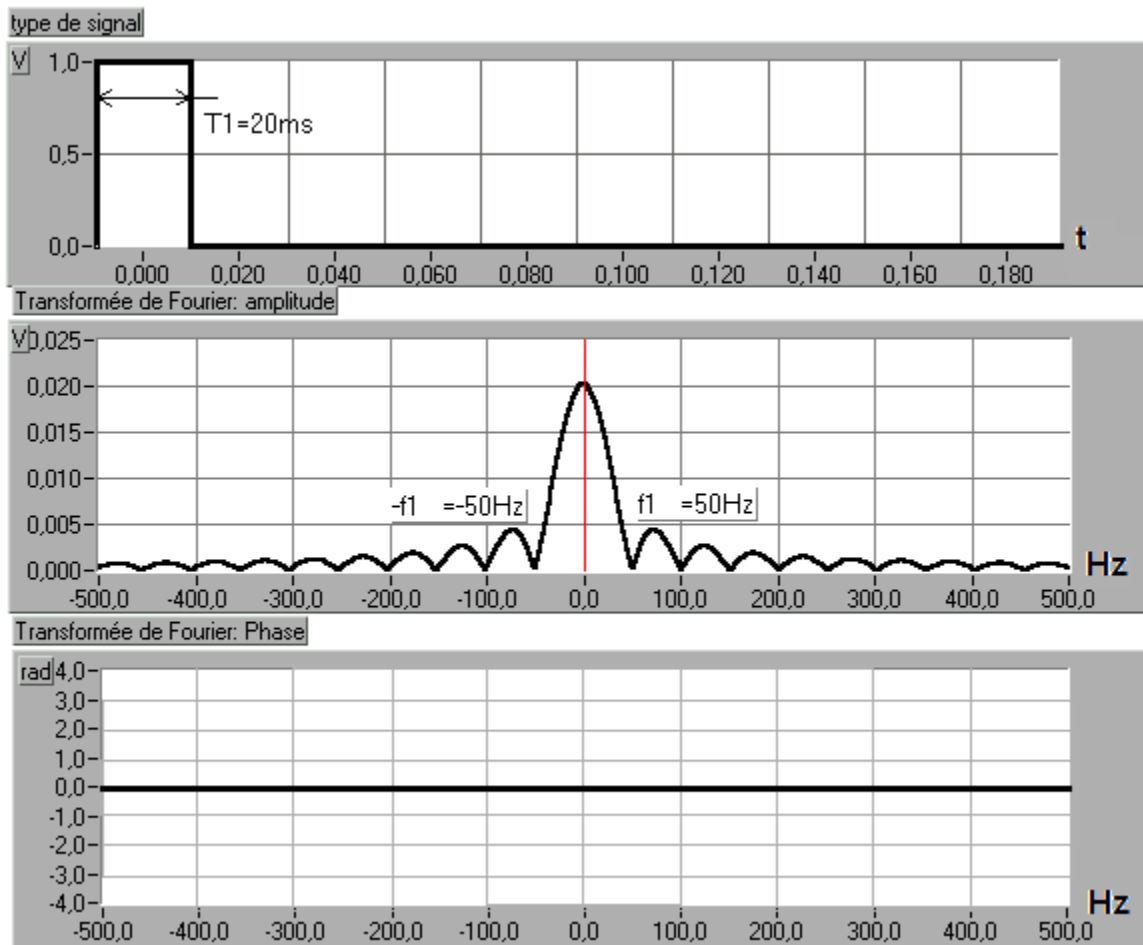 type de signal
V
1,0
0,5
0,0
T1=20ms
t
0,000 0,020 0,040 0,060 0,080 0,100 0,120 0,140 0,160 0,180
Transformée de Fourier: amplitude
V
0,025
0,020
0,015
0,010
0,005
0,000
-f1 =-50Hz
f1 =50Hz
Hz
-500,0 -400,0 -300,0 -200,0 -100,0 0,0 100,0 200,0 300,0 400,0 500,0
Transformée de Fourier: Phase
rad
4,0
3,0
2,0
1,0
0,0
-1,0
-2,0
-3,0
-4,0
Hz
-500,0 -400,0 -300,0 -200,0 -100,0 0,0 100,0 200,0 300,0 400,0 500,0